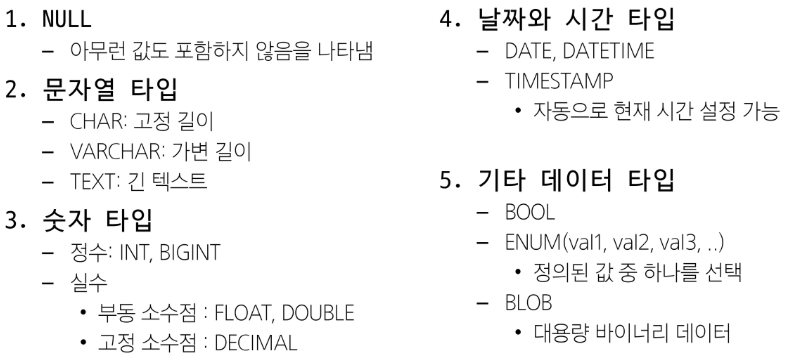 1. NULL
– 아무런 값도 포함하지 않음을 나타냄
2. 문자열 타입
– CHAR: 고정 길이
– VARCHAR: 가변 길이
– TEXT: 긴 텍스트
3. 숫자 타입
– 정수: INT, BIGINT
– 실수
• 부동 소수점 : FLOAT, DOUBLE
• 고정 소수점 : DECIMAL
4. 날짜와 시간 타입
– DATE, DATETIME
– TIMESTAMP
• 자동으로 현재 시간 설정 가능
5. 기타 데이터 타입
– BOOL
– ENUM(val1, val2, val3, ..)
• 정의된 값 중 하나를 선택
– BLOB
• 대용량 바이너리 데이터